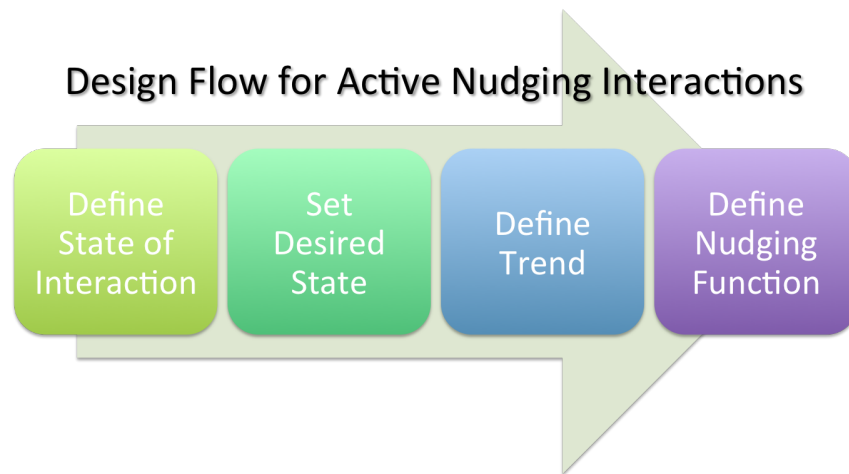 Design Flow for Active Nudging Interactions
Define
State of
Interaction
Set
Desired
State
Define
Trend
Define
Nudging
Function